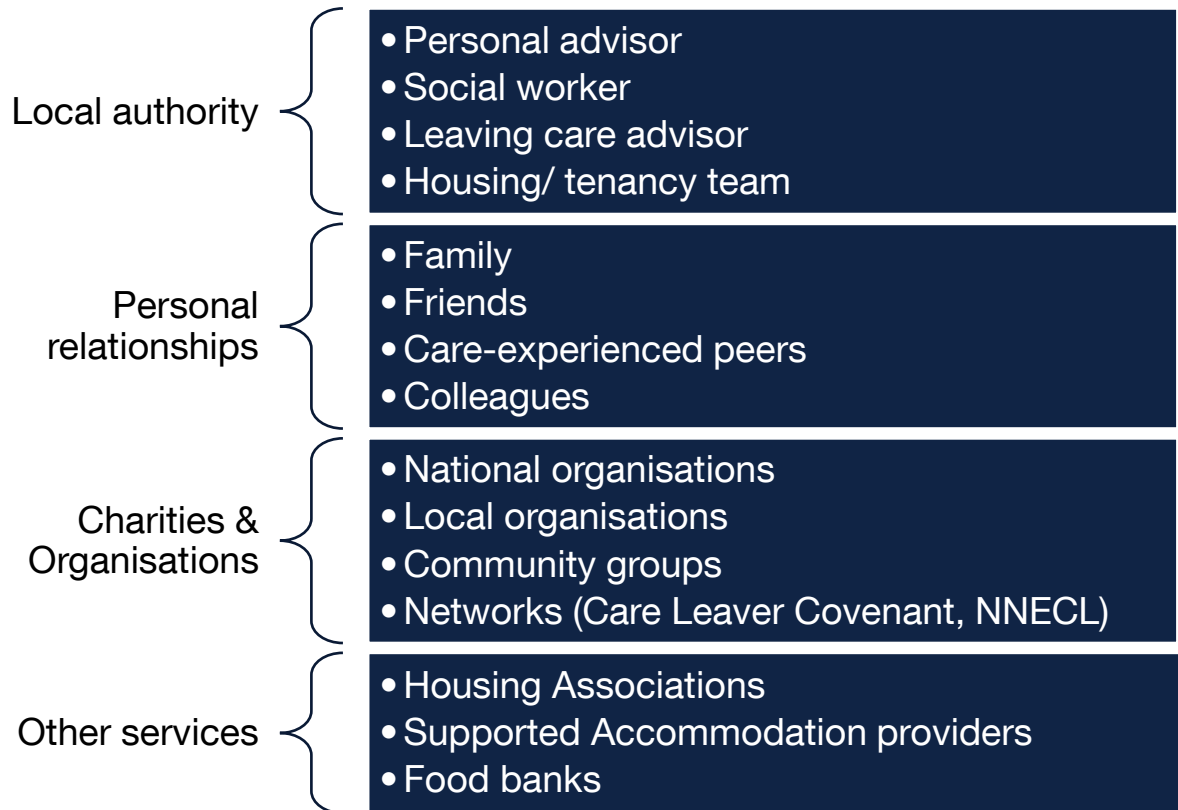 Local authority
• Personal advisor
• Social worker
• Leaving care advisor
• Housing/ tenancy team
Personal
relationships
• Family
• Friends
• Care-experienced peers
• Colleagues
Charities &
Organisations
• National organisations
• Local organisations
• Community groups
• Networks (Care Leaver Covenant, NNECL)
Other services
• Housing Associations
• Supported Accommodation providers
• Food banks